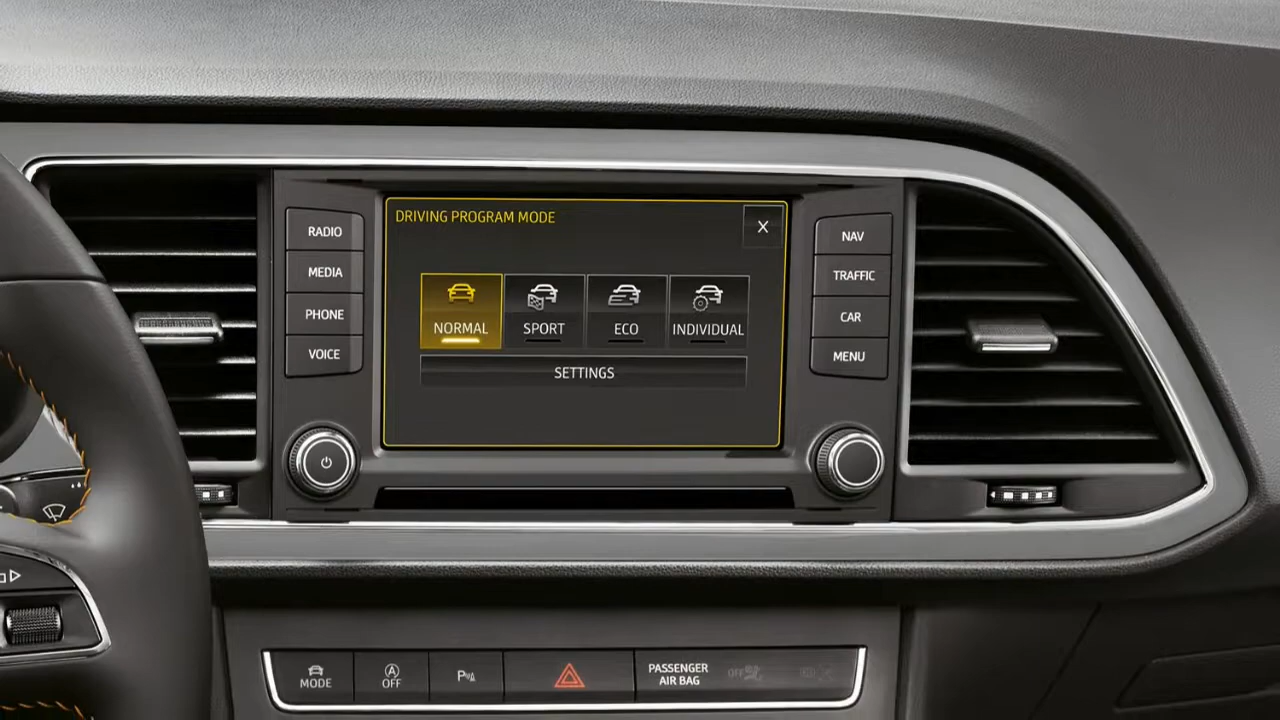 DRIVING PROGRAM MODE
X
RADIO
MEDIA
PHONE
VOICE
NORMAL
SPORT
ECO
INDIVIDUAL
SETTINGS
NAV
TRAFFIC
CAR
MENU
MODE
A
OFF
P
PASSENGER
AIR BAG
OFF